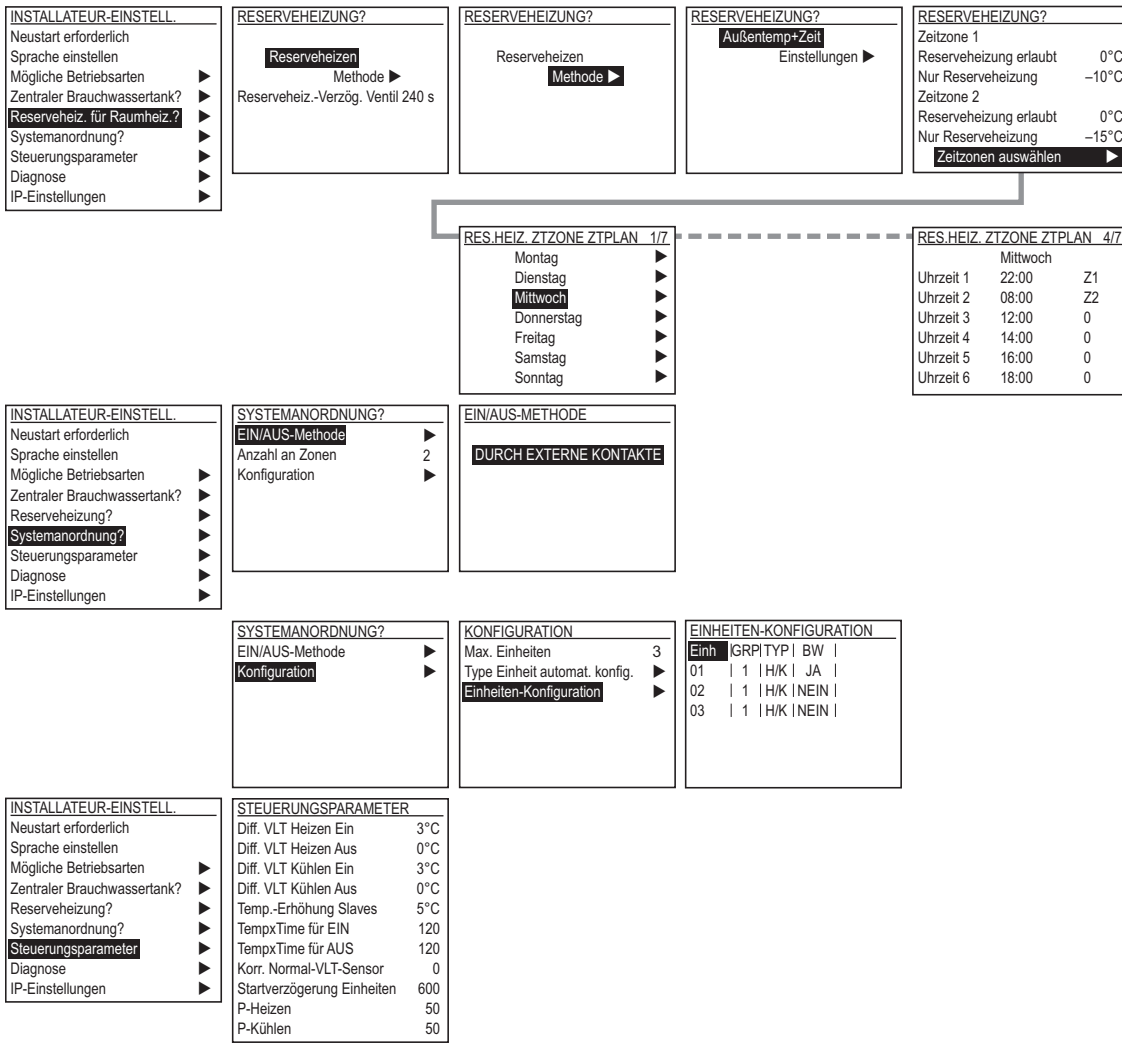 INSTALLATEUR-EINSTELL.
Neustart erforderlich
Sprache einstellen
Mögliche Betriebsarten ▶
Zentraler Brauchwassertank? ▶
Reserveheiz. für Raumheiz.? ▶
Systemanordnung? ▶
Steuerungsparameter ▶
Diagnose ▶
IP-Einstellungen ▶
RESERVEHEIZUNG?
Reserveheizen
Methode ▶
Reserveheiz.-Verzög. Ventil 240 s
RESERVEHEIZUNG?
Reserveheizen
Methode ▶
RESERVEHEIZUNG?
Außentemp+Zeit
Einstellungen ▶
RESERVEHEIZUNG?
Zeitzone 1
Reserveheizung erlaubt 0°C
Nur Reserveheizung –10°C
Zeitzone 2
Reserveheizung erlaubt 0°C
Nur Reserveheizung –15°C
Zeitzonen auswählen ▶
RES.HEIZ. ZTZONE ZTPLAN 1/7
Montag ▶
Dienstag ▶
Mittwoch ▶
Donnerstag ▶
Freitag ▶
Samstag ▶
Sonntag ▶
RES.HEIZ. ZTZONE ZTPLAN 4/7
Mittwoch
Uhrzeit 1 22:00 Z1
Uhrzeit 2 08:00 Z2
Uhrzeit 3 12:00 0
Uhrzeit 4 14:00 0
Uhrzeit 5 16:00 0
Uhrzeit 6 18:00 0
INSTALLATEUR-EINSTELL.
Neustart erforderlich
Sprache einstellen
Mögliche Betriebsarten ▶
Zentraler Brauchwassertank? ▶
Reserveheizung? ▶
Systemanordnung? ▶
Steuerungsparameter ▶
Diagnose ▶
IP-Einstellungen ▶
SYSTEMANORDNUNG?
EIN/AUS-Methode ▶
Anzahl an Zonen 2
Konfiguration ▶
EIN/AUS-METHODE
DURCH EXTERNE KONTAKTE
SYSTEMANORDNUNG?
EIN/AUS-Methode ▶
Konfiguration ▶
KONFIGURATION
Max. Einheiten 3
Type Einheit automat. konfig. ▶
Einheiten-Konfiguration ▶
EINHEITEN-KONFIGURATION
Einh |GRP|TYP| BW |
01 | 1 |H/K | JA |
02 | 1 |H/K |NEIN |
03 | 1 |H/K |NEIN |
INSTALLATEUR-EINSTELL.
Neustart erforderlich
Sprache einstellen
Mögliche Betriebsarten ▶
Zentraler Brauchwassertank? ▶
Reserveheizung? ▶
Systemanordnung? ▶
Steuerungsparameter ▶
Diagnose ▶
IP-Einstellungen ▶
STEUERUNGSPARAMETER
Diff. VLT Heizen Ein 3°C
Diff. VLT Heizen Aus 0°C
Diff. VLT Kühlen Ein 3°C
Diff. VLT Kühlen Aus 0°C
Temp.-Erhöhung Slaves 5°C
TempxTime für EIN 120
TempxTime für AUS 120
Korr. Normal-VLT-Sensor 0
Startverzögerung Einheiten 600
P-Heizen 50
P-Kühlen 50